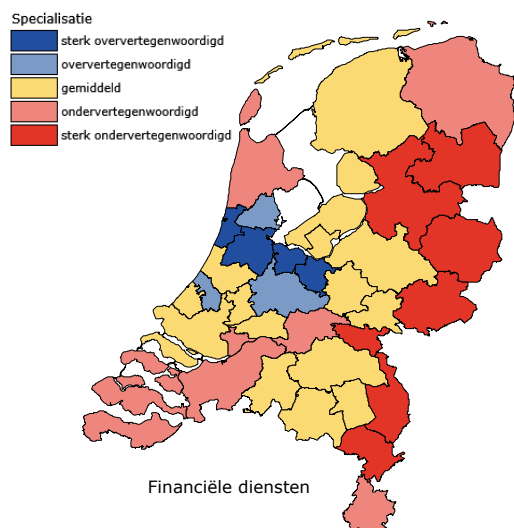 Specialisatie
sterk oververtegenwoordigd
oververtegenwoordigd
gemiddeld
ondervertegenwoordigd
sterk ondervertegenwoordigd
Financiële diensten